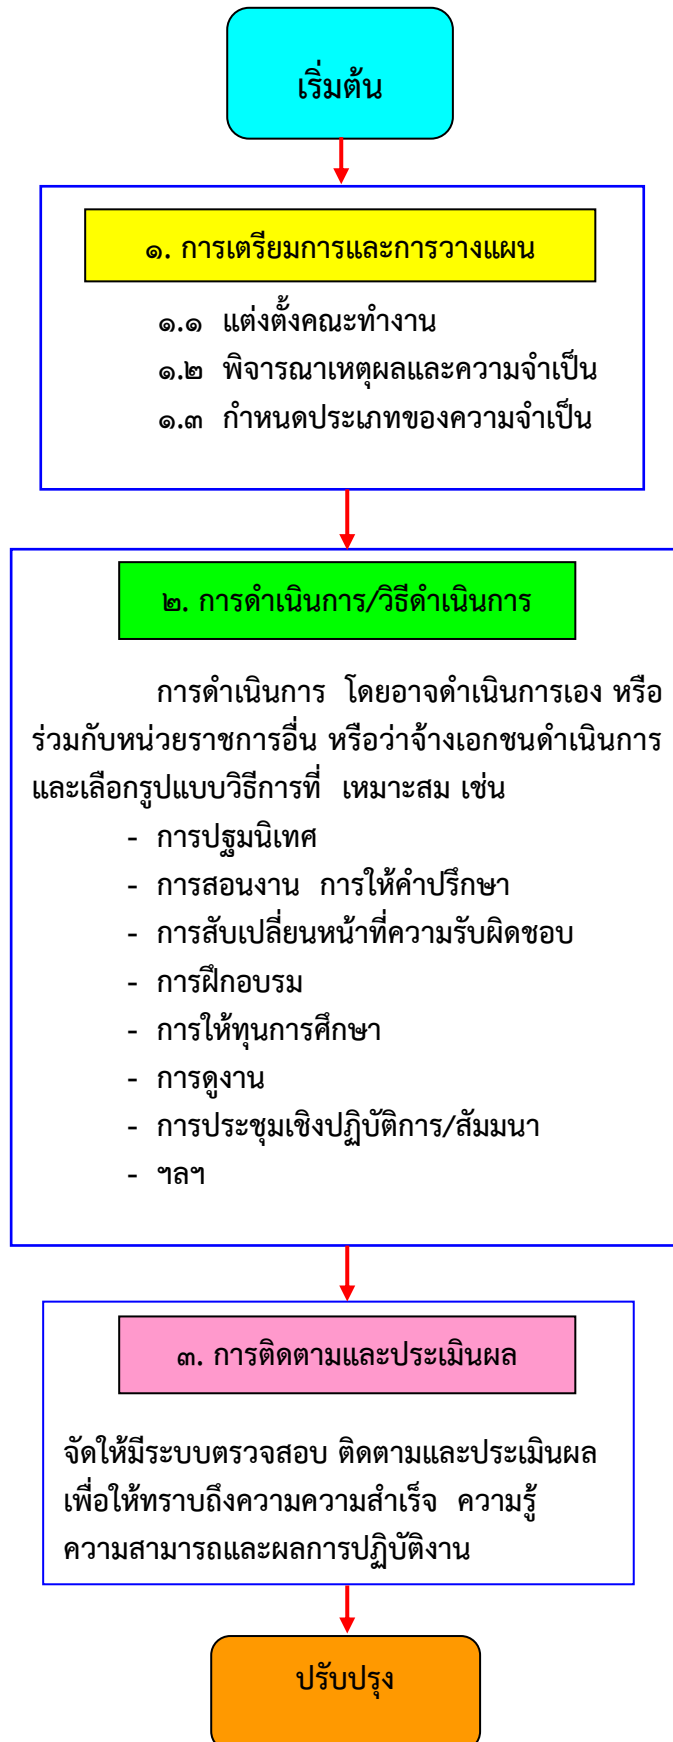 เริ่มต้น
๑. การเตรียมการและการวางแผน
๑.๑ แต่งตั้งคณะทำงาน
๑.๒ พิจารณาเหตุผลและความจำเป็น
๑.๓ กำหนดประเภทของความจำเป็น
๒. การดำเนินการ/วิธีดำเนินการ
การดำเนินการ โดยอาจดำเนินการเอง หรือ
ร่วมกับหน่วยราชการอื่น หรือว่าจ้างเอกชนดำเนินการ
และเลือกรูปแบบวิธีการที่ เหมาะสม เช่น
- การปฐมนิเทศ
- การสอนงาน การให้คำปรึกษา
- การสับเปลี่ยนหน้าที่ความรับผิดชอบ
- การฝึกอบรม
- การให้ทุนการศึกษา
- การดูงาน
- การประชุมเชิงปฏิบัติการ/สัมมนา
- ฯลฯ
๓. การติดตามและประเมินผล
จัดให้มีระบบตรวจสอบ ติดตามและประเมินผล
เพื่อให้ทราบถึงความความสำเร็จ ความรู้
ความสามารถและผลการปฏิบัติงาน
ปรับปรุง